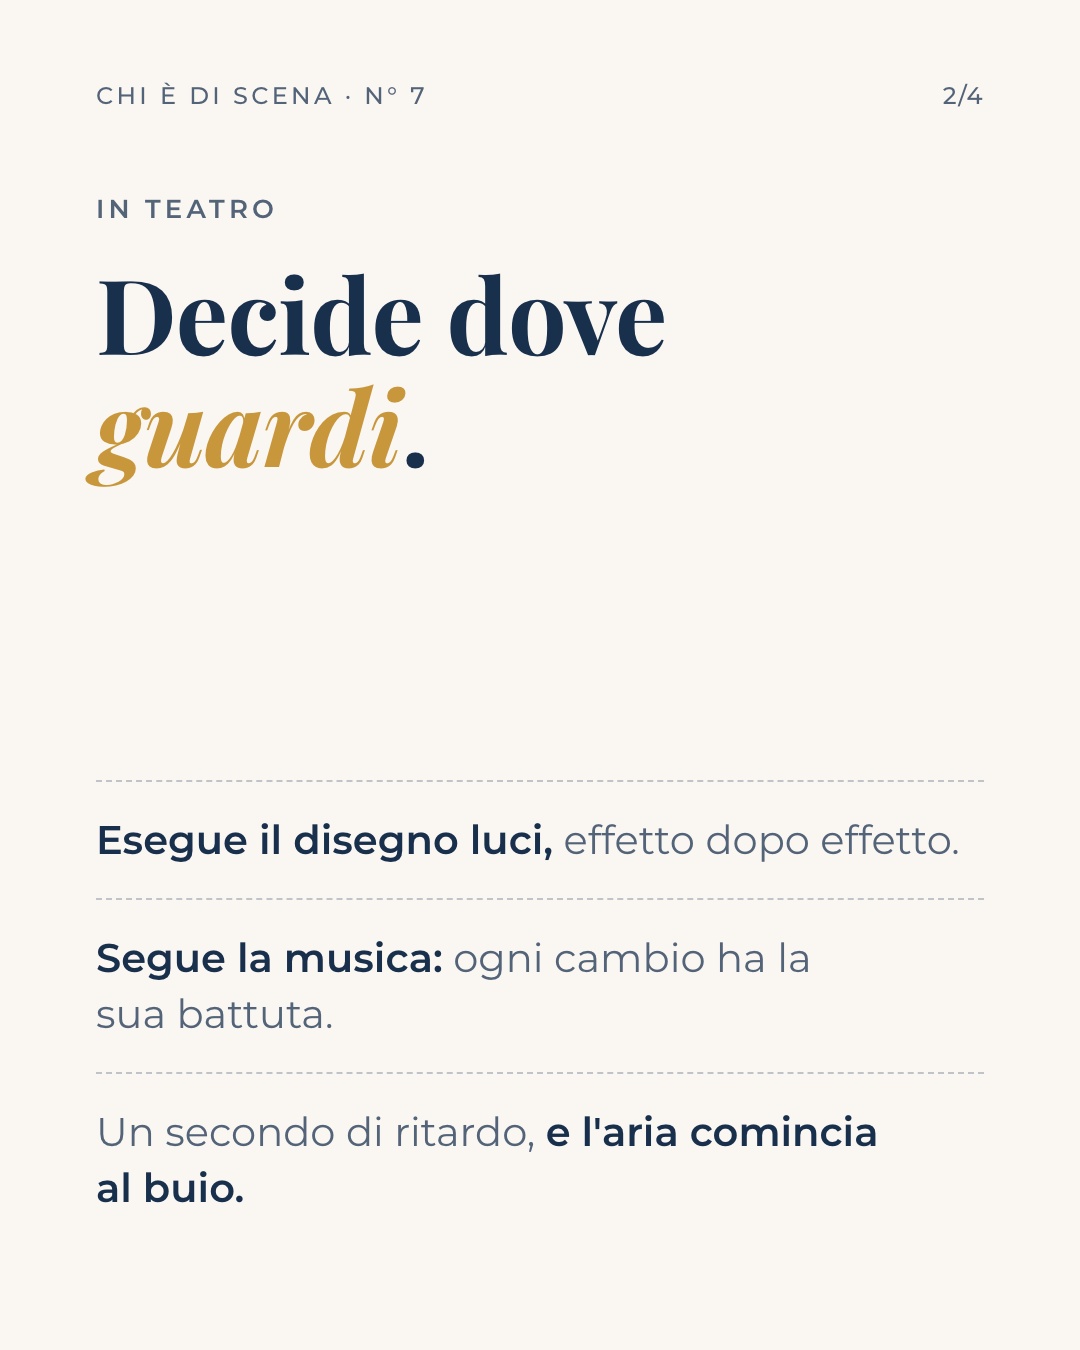 CHI È DI SCENA · N° 7
2/4
IN TEATRO
Decide dove
guardi.
Esegue il disegno luci, effetto dopo effetto.
Segue la musica: ogni cambio ha la
sua battuta.
Un secondo di ritardo, e l'aria comincia
al buio.